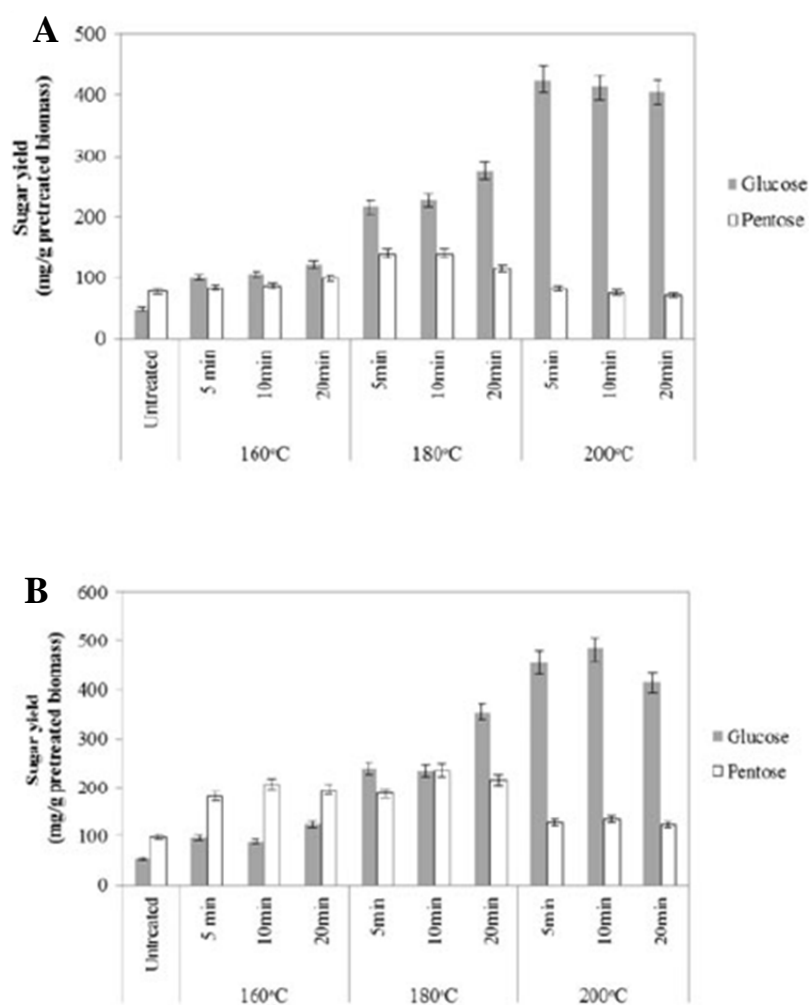 A
Sugar yield
(mg/g pretreated biomass)
500
400
300
200
100
0
Glucose
Pentose
Untreated
5 min
10min
20min
5min
10min
20min
5min
10min
20min
160°C
180°C
200°C
B
Sugar yield
(mg/g pretreated biomass)
600
500
400
300
200
100
0
Glucose
Pentose
Untreated
5 min
10min
20min
5min
10min
20min
5min
10min
20min
160°C
180°C
200°C